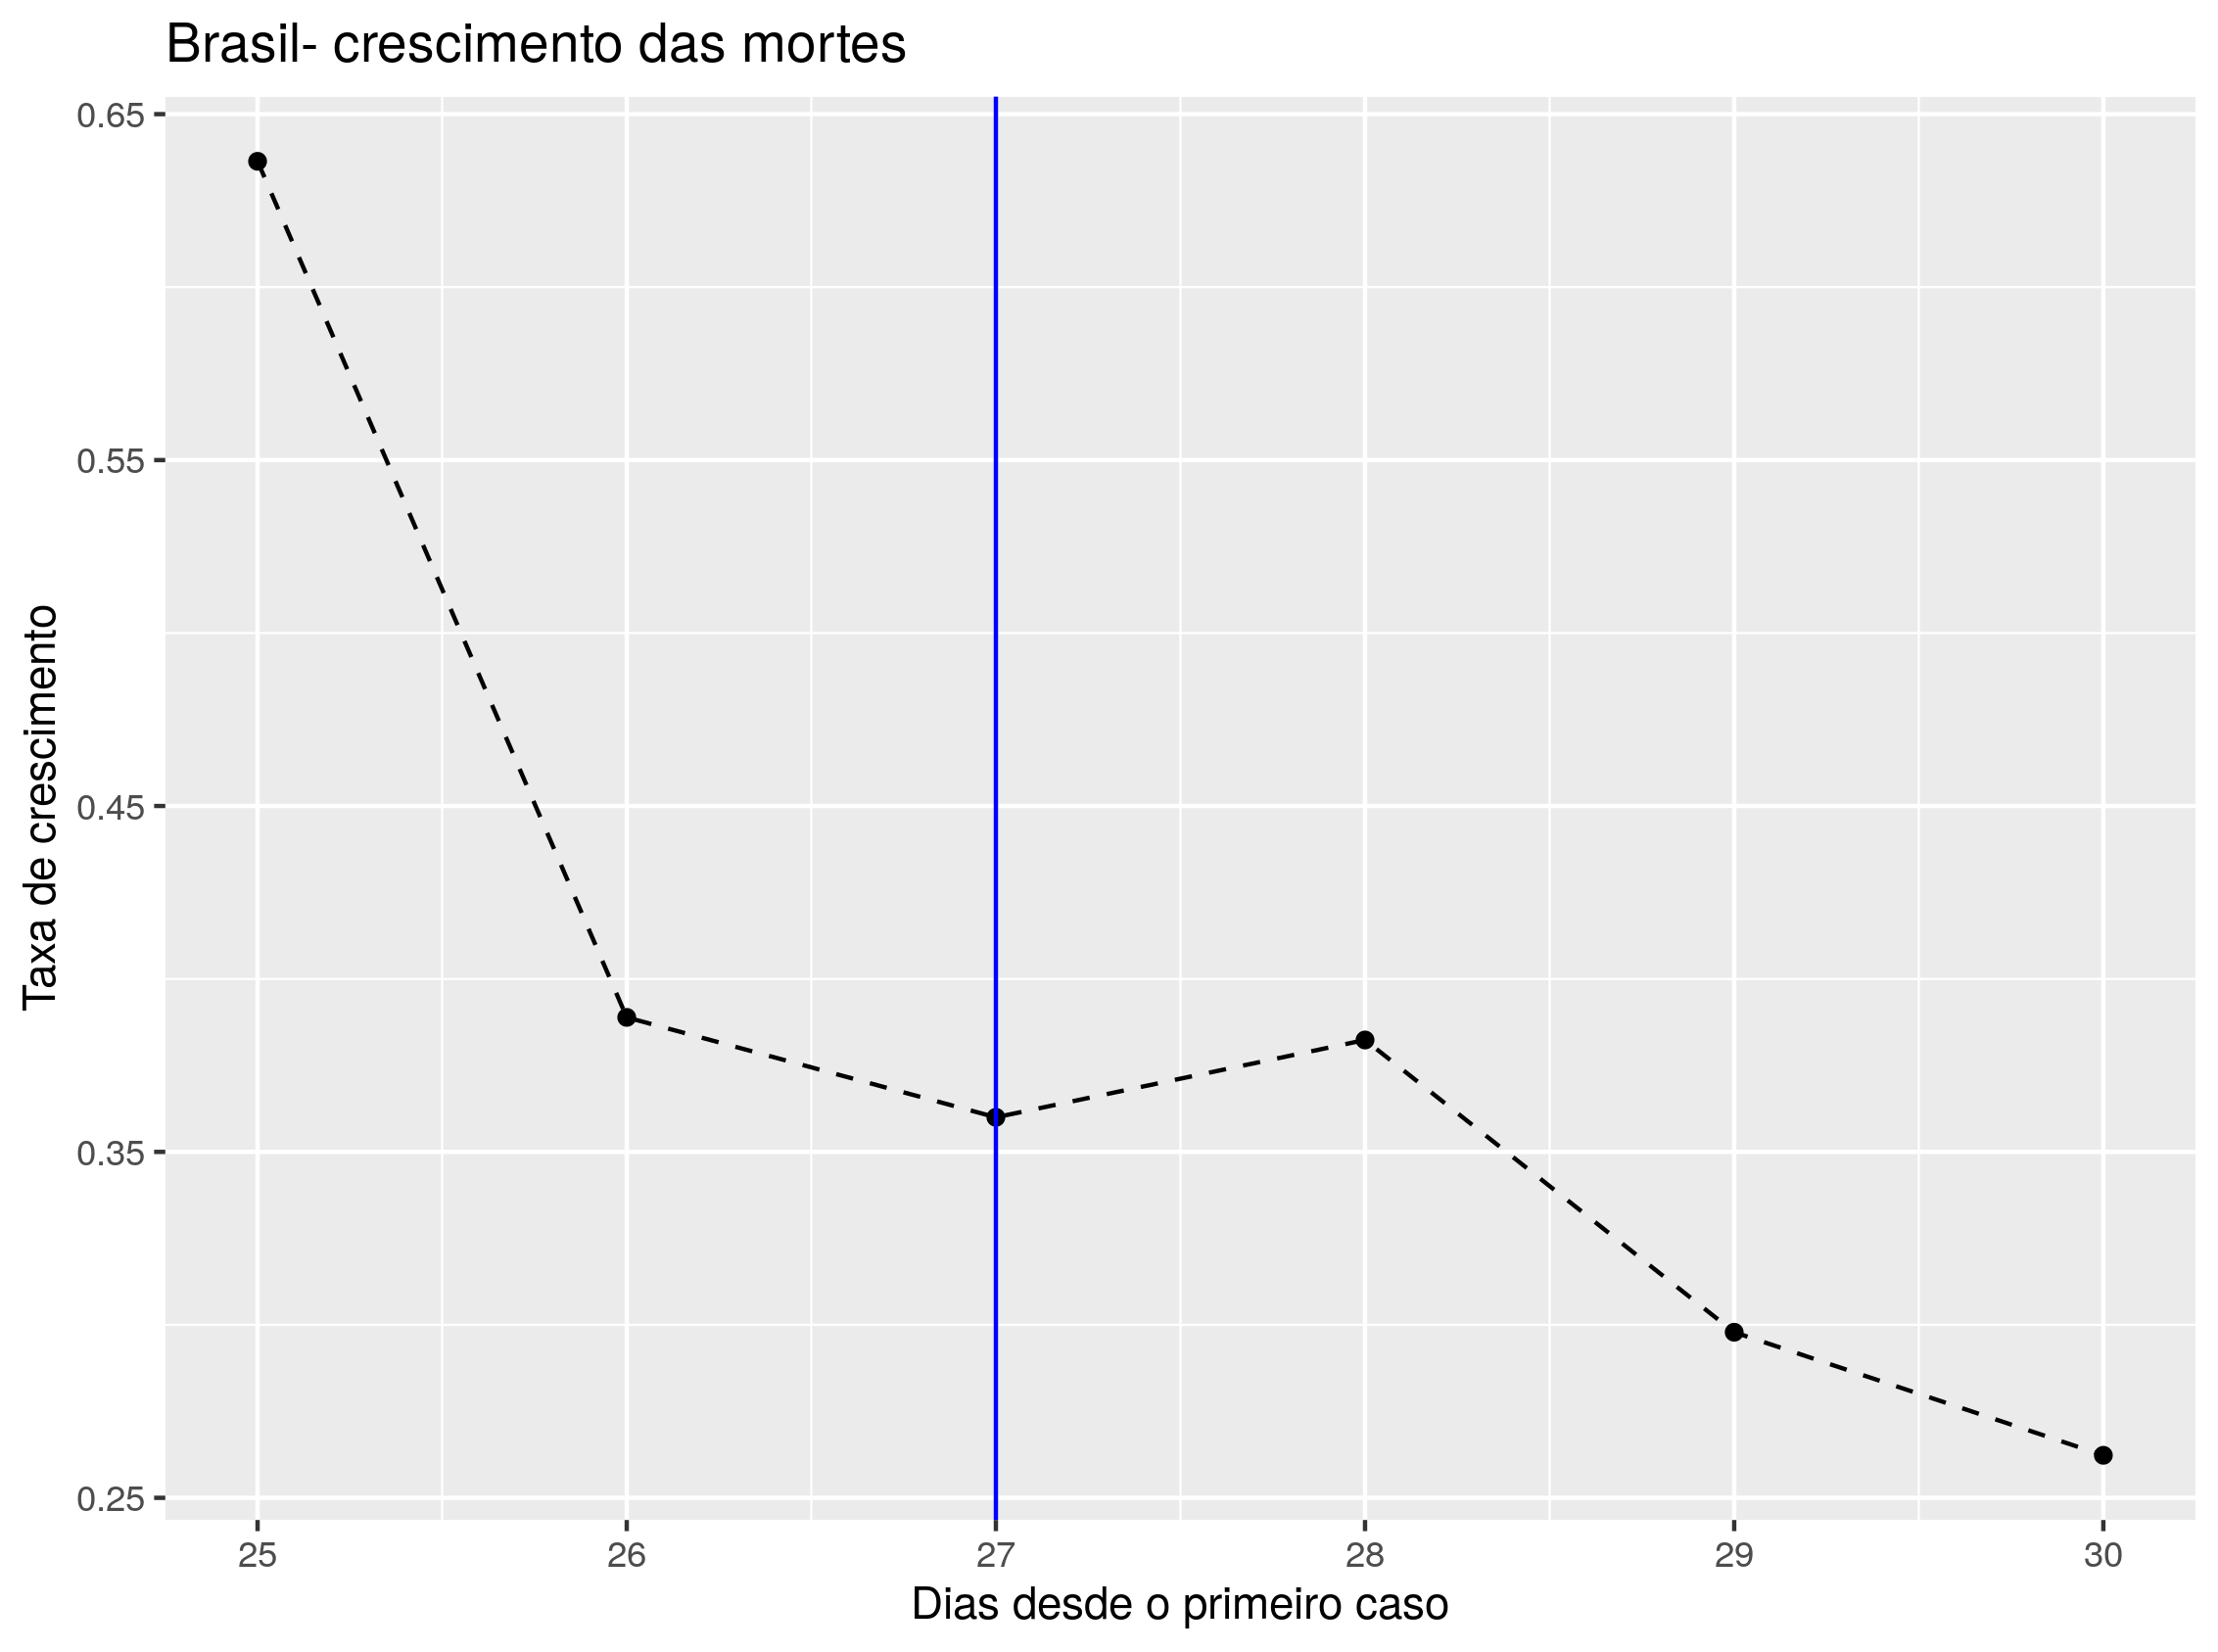 Brasil- crescimento das mortes
0.65
0.55
0.45
0.35
0.25
Taxa de crescimento
25 26 27 28 29 30
Dias desde o primeiro caso